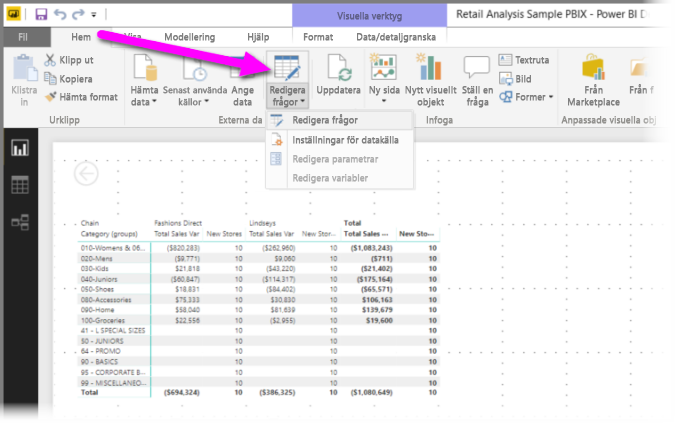 Visuella verktyg
Retail Analysis Sample PBIX - Power BI D
Fil Hem Visa Modellering Hjälp Format Data/detaljgranska
Klistra in
Klipp ut
Kopiera
Hämta format
Urklipp
Hämta data
Senast använda källor
Ange data
Redigera frågor
Externa da
Uppdatera
Ny sida
Nytt visuellt objekt
Ställ en fråga
Textruta
Bild
Former
Infoga
Från Marketplace
Från f
Anpassade visuella obj
Redigera frågor
Inställningar för datakälla
Redigera parametrar
Redigera variabler
Chain Fashions Direct Lindseys Total
Category (groups) Total Sales Var New Stores Total Sales Var New Stor... Total Sales ... New Sto...
010-Womens & 06... ($820,283) 10 ($262,960) 10 ($1,083,243) 10
020-Mens ($9,771) 10 $9,060 10 ($711) 10
030-Kids $21,818 10 ($43,220) 10 ($21,402) 10
040-Juniors ($60,847) 10 ($114,317) 10 ($175,164) 10
050-Shoes $18,831 10 ($84,402) 10 ($65,571) 10
080-Accessories $75,333 10 $30,830 10 $106,163 10
090-Home $58,040 10 $81,639 10 $139,679 10
100-Groceries $22,556 10 ($2,955) 10 $19,600 10
41 - L SPECIAL SIZES 10 10 10
50 - JUNIORS 10 10 10
64 - PROMO 10 10 10
90 - BASICS 10 10 10
95 - CORPORATE B... 10 10 10
99 - MISCELLANEO... 10 10 10
Total ($694,324) 10 ($386,325) 10 ($1,080,649) 10